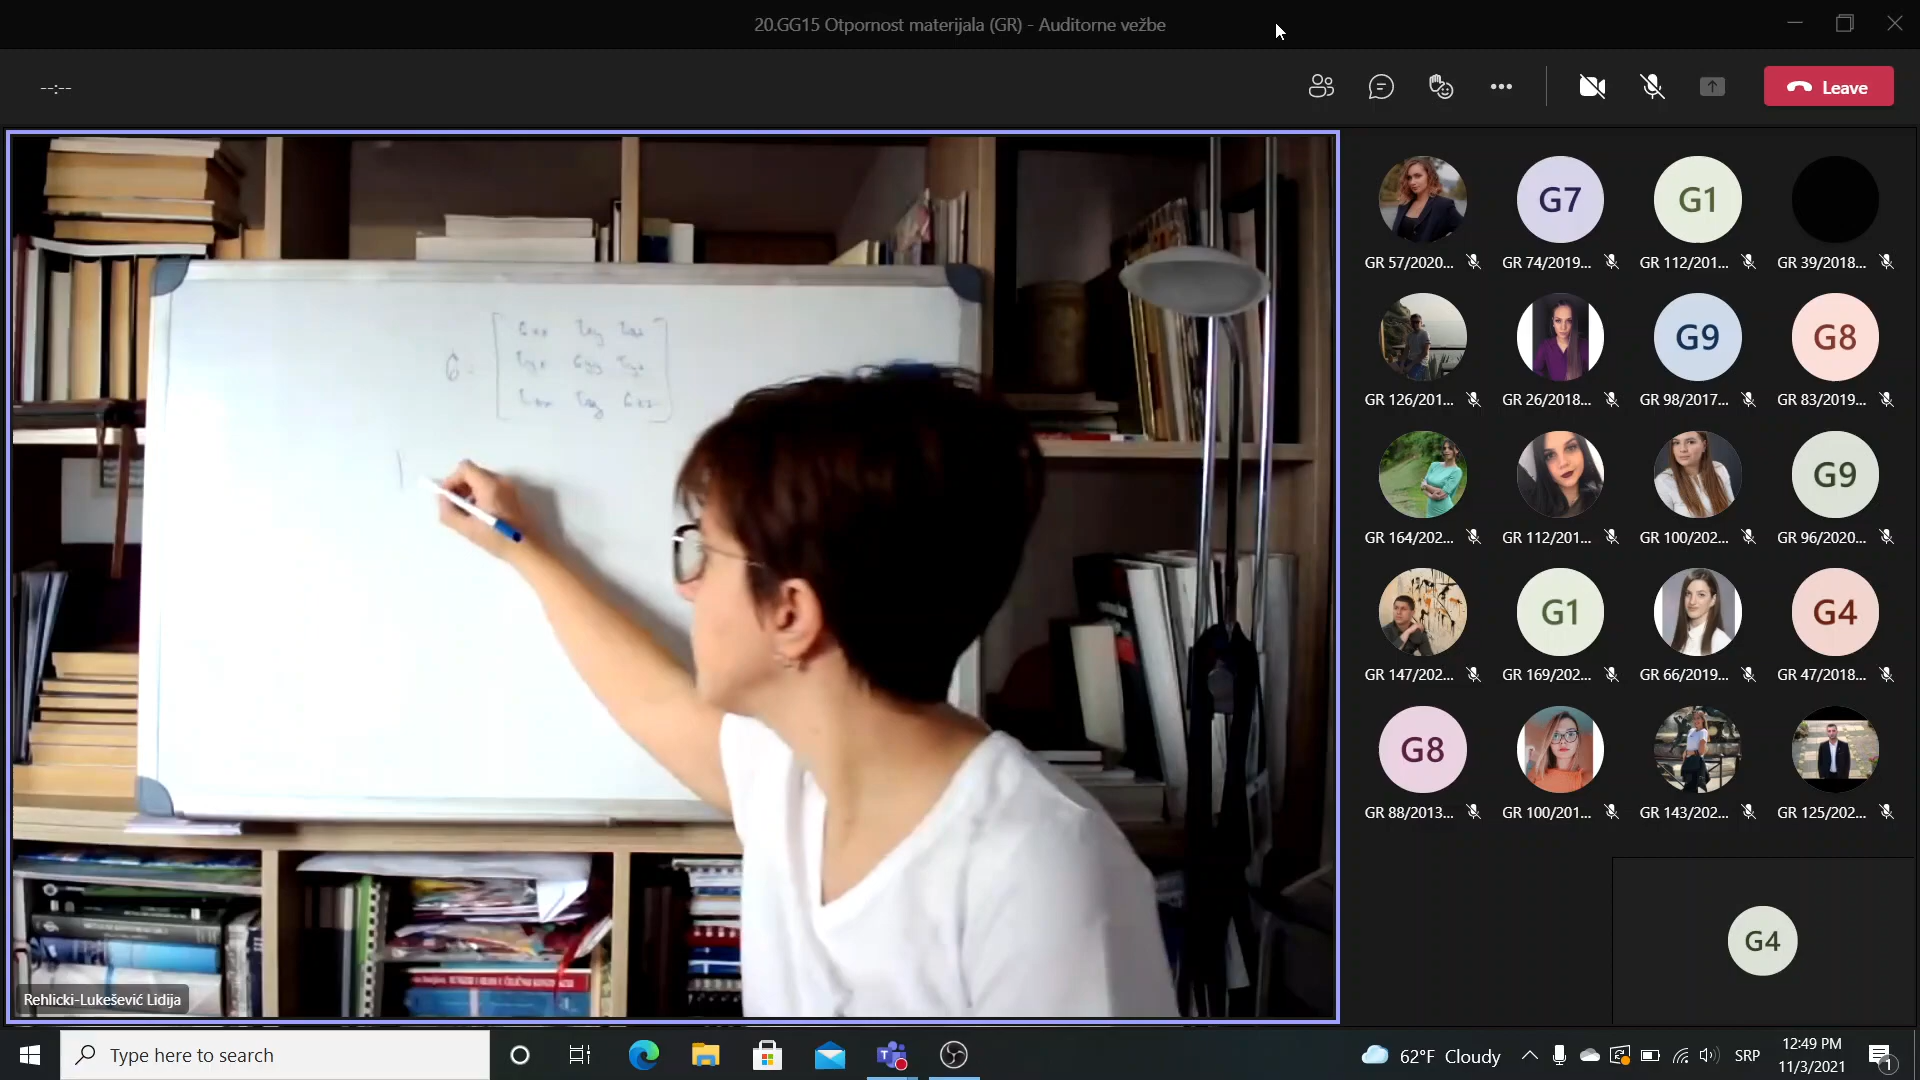 20.GG15 Otpornost materijala (GR) - Auditorne vežbe
--:--
Leave
GR 57/2020...
G7
GR 74/2019...
G1
GR 112/201...
GR 39/2018...
GR 126/201...
GR 26/2018...
G9
GR 98/2017...
G8
GR 83/2019...
GR 164/202...
GR 112/201...
GR 100/202...
G9
GR 96/2020...
GR 147/202...
G1
GR 169/202...
GR 66/2019...
G4
GR 47/2018...
G8
GR 88/2013...
GR 100/201...
GR 143/202...
GR 125/202...
G4
Rehlicki-Lukešević Lidija
Type here to search
62°F Cloudy
SRP
12:49 PM
11/3/2021
1